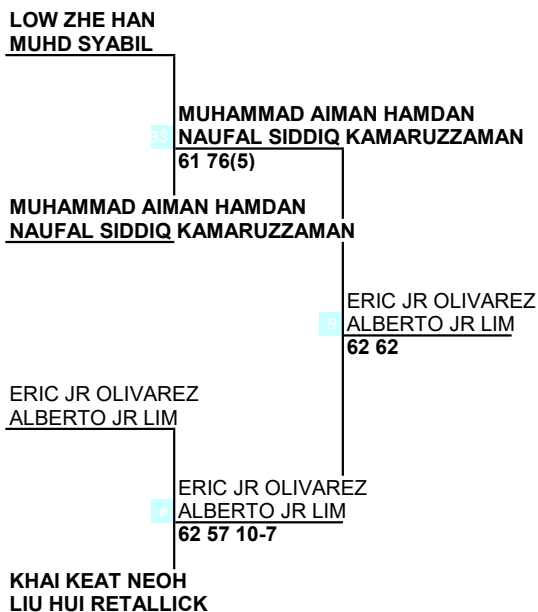 LOW ZHE HAN
MUHD SYABIL
MUHAMMAD AIMAN HAMDAN
BS NAUFAL SIDDIQ KAMARUZZAMAN
61 76(5)
MUHAMMAD AIMAN HAMDAN
NAUFAL SIDDIQ KAMARUZZAMAN
ERIC JR OLIVAREZ
ALBERTO JR LIM
62 62
ERIC JR OLIVAREZ
ALBERTO JR LIM
ERIC JR OLIVAREZ
a ALBERTO JR LIM
62 57 10-7
KHAI KEAT NEOH
LIU HUI RETALLICK